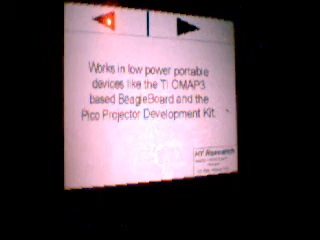 Works in low power portable
devices like the TI OMAP3
based BeagleBoard and the
Pico Projector Development Kit.
HY Research